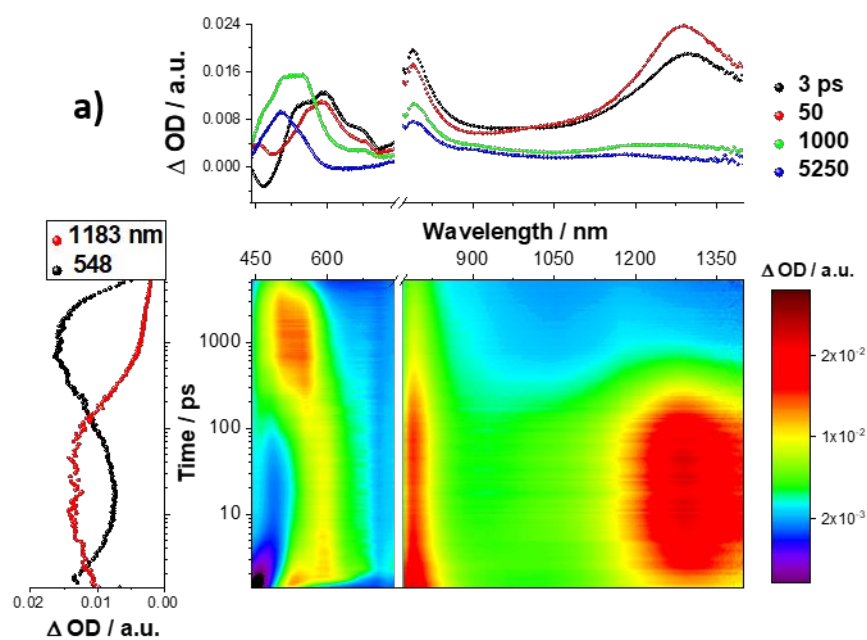 a)
Δ OD / a.u.
0.024
0.016
0.008
0.000
3 ps
50
1000
5250
1183 nm
548
Wavelength / nm
450 600 900 1050 1200 1350
Time / ps
1000
100
10
0.02 0.01 0.00
Δ OD / a.u.
Δ OD / a.u.
2x10⁻²
1x10⁻²
2x10⁻³